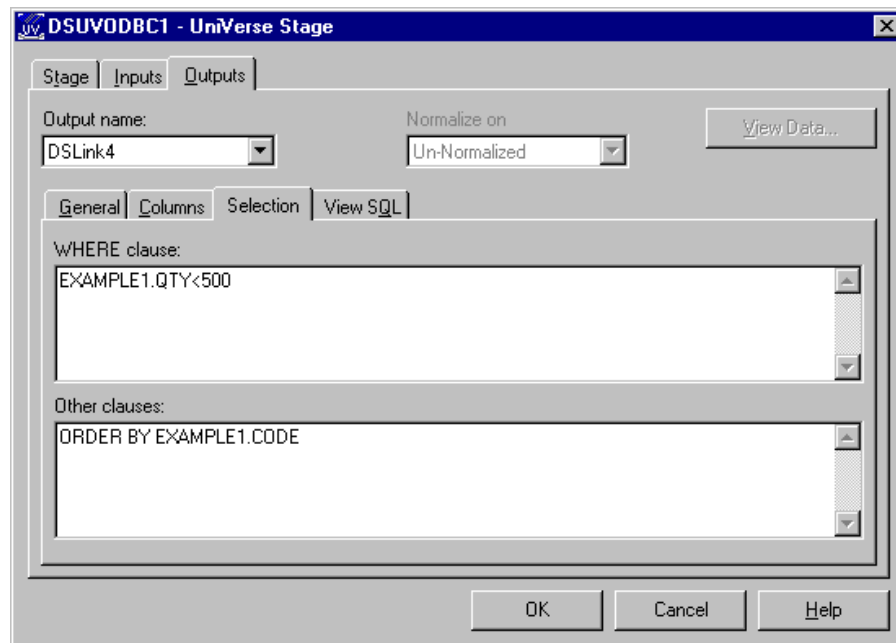 DSUVODBC1 - UniVerse Stage
Stage Inputs Outputs
Output name: Normalize on
View Data...
DSLink4 Un-Normalized
General Columns Selection View SQL
WHERE clause:
EXAMPLE1.QTY<500
Other clauses:
ORDER BY EXAMPLE1.CODE
OK Cancel Help